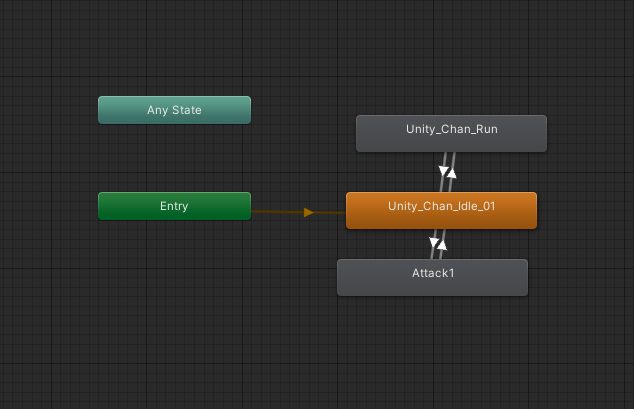 Any State
Unity_Chan_Run
Entry
Unity_Chan_Idle_01
Attack1